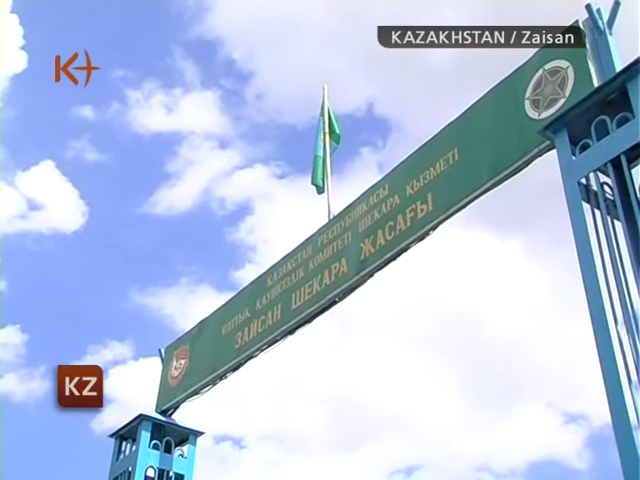 KAZAKHSTAN / Zaisan
K+
ҚАЗАҚСТАН РЕСПУБЛИКАСЫ
ҰЛТТЫҚ ҚАУІПСІЗДІК КОМИТЕТІ ШЕКАРА ҚЫЗМЕТІ
ЗАЙСАН ШЕКАРА ЖАСАҒЫ
KZ